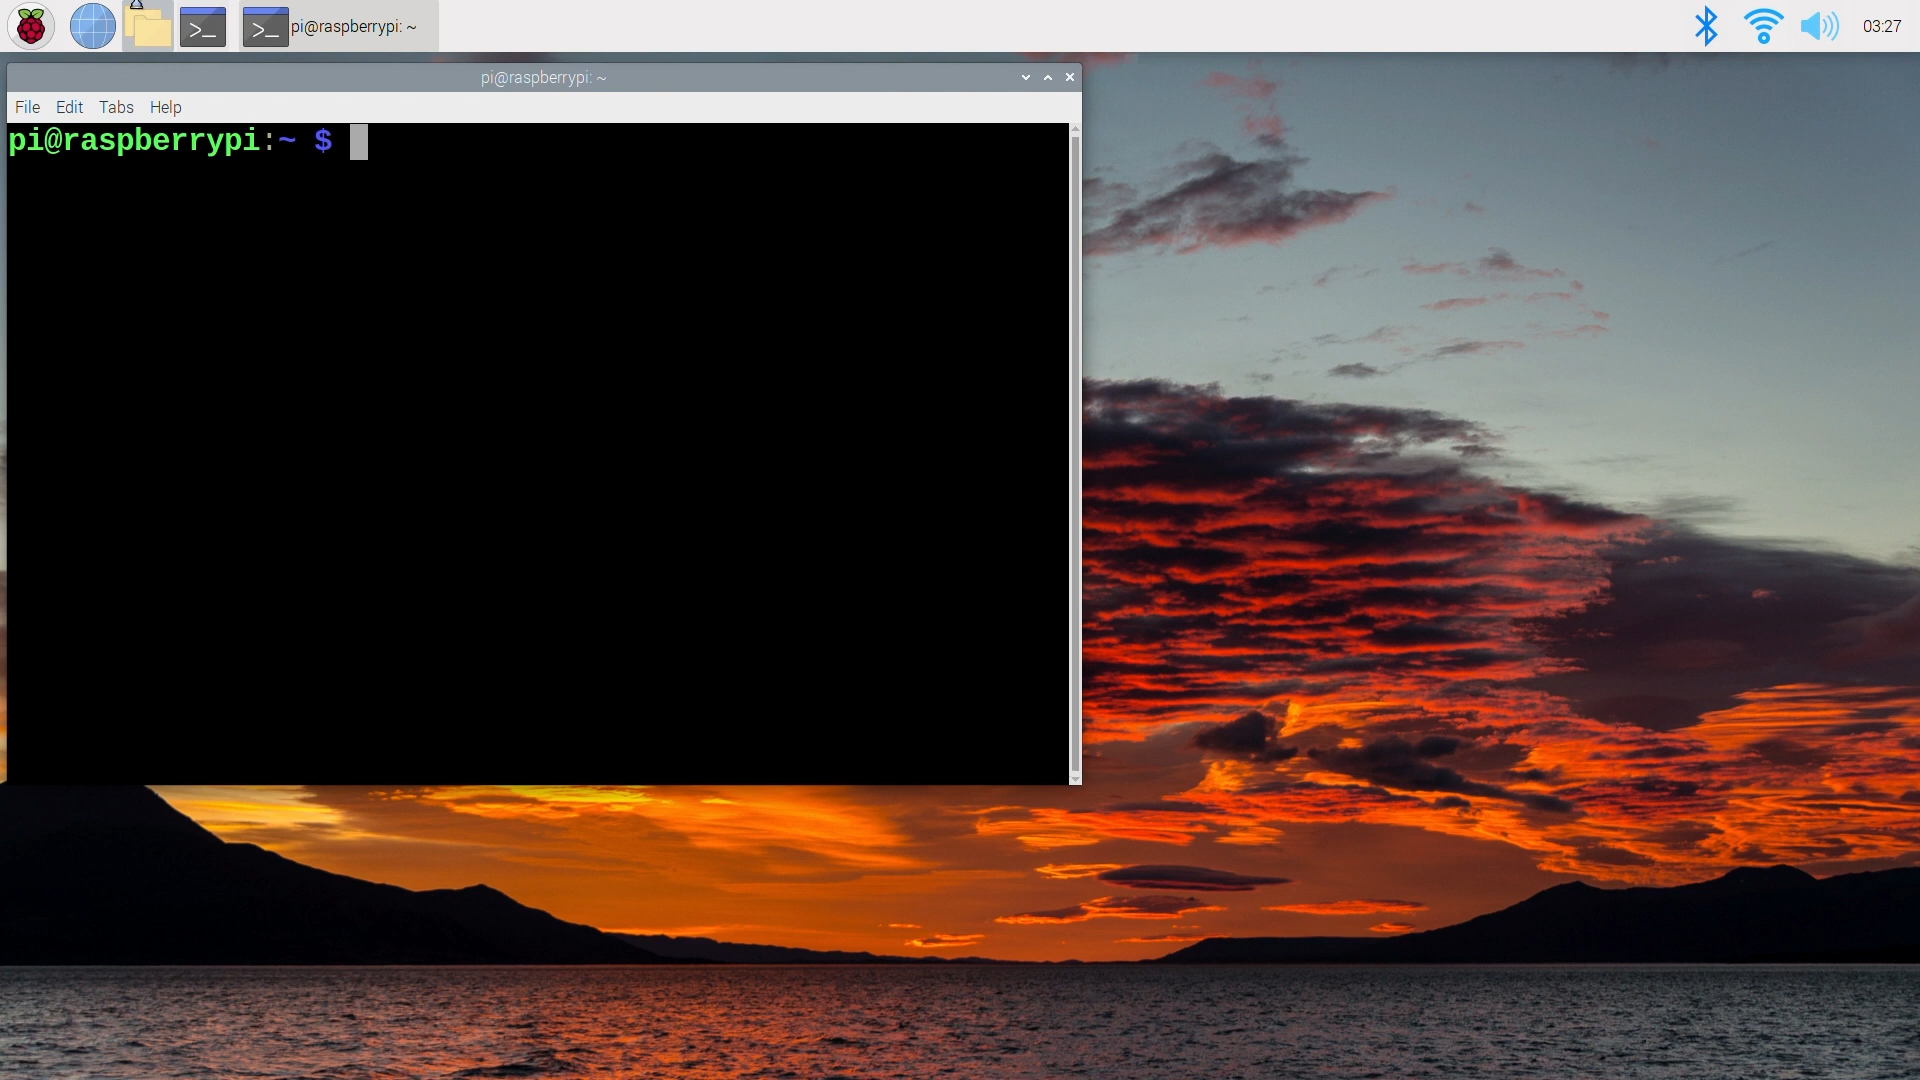 pi@raspberrypi: ~
03:27
pi@raspberrypi: ~
File Edit Tabs Help
pi@raspberrypi:~ $